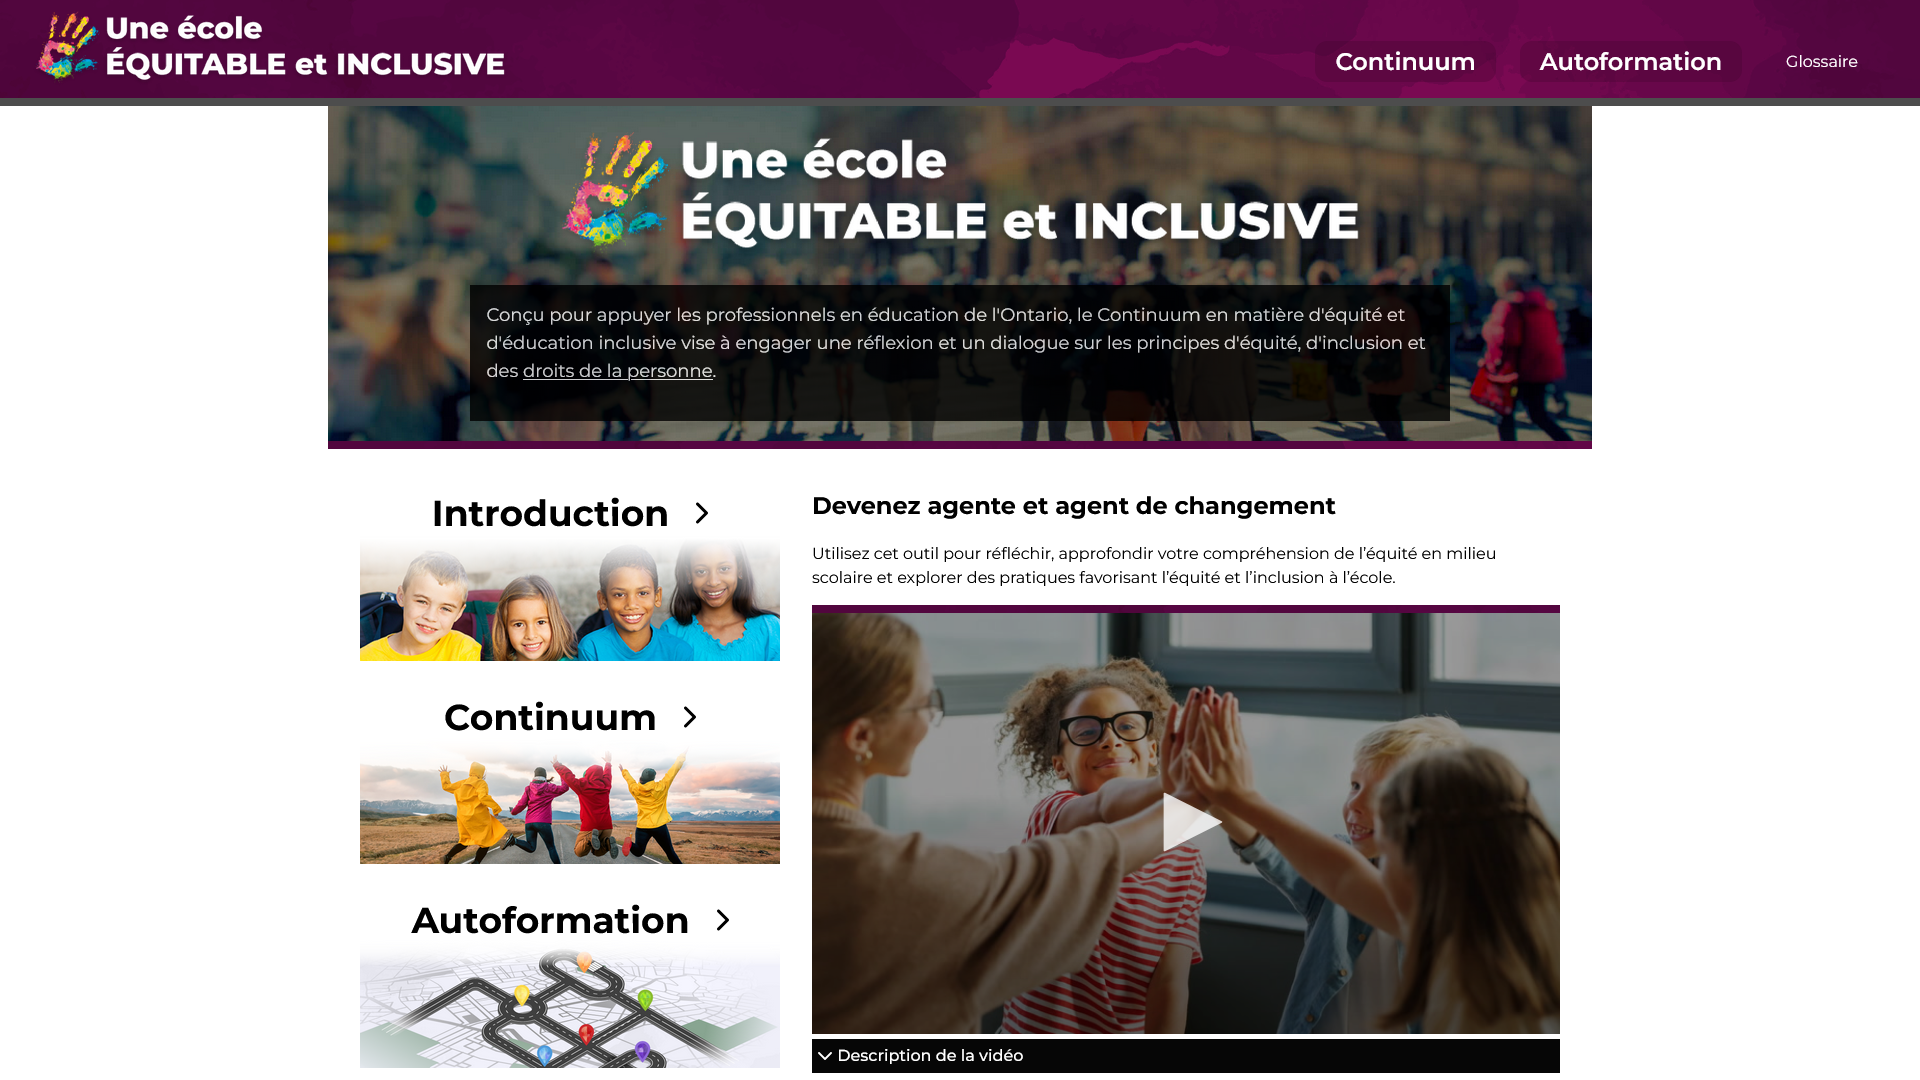 Une école
ÉQUITABLE et INCLUSIVE
Continuum
Autoformation
Glossaire
Une école
ÉQUITABLE et INCLUSIVE
Conçu pour appuyer les professionnels en éducation de l'Ontario, le Continuum en matière d'équité et
d'éducation inclusive vise à engager une réflexion et un dialogue sur les principes d'équité, d'inclusion et
des droits de la personne.
Introduction
Continuum
Autoformation
Devenez agente et agent de changement
Utilisez cet outil pour réfléchir, approfondir votre compréhension de l’équité en milieu
scolaire et explorer des pratiques favorisant l’équité et l’inclusion à l’école.
Description de la vidéo